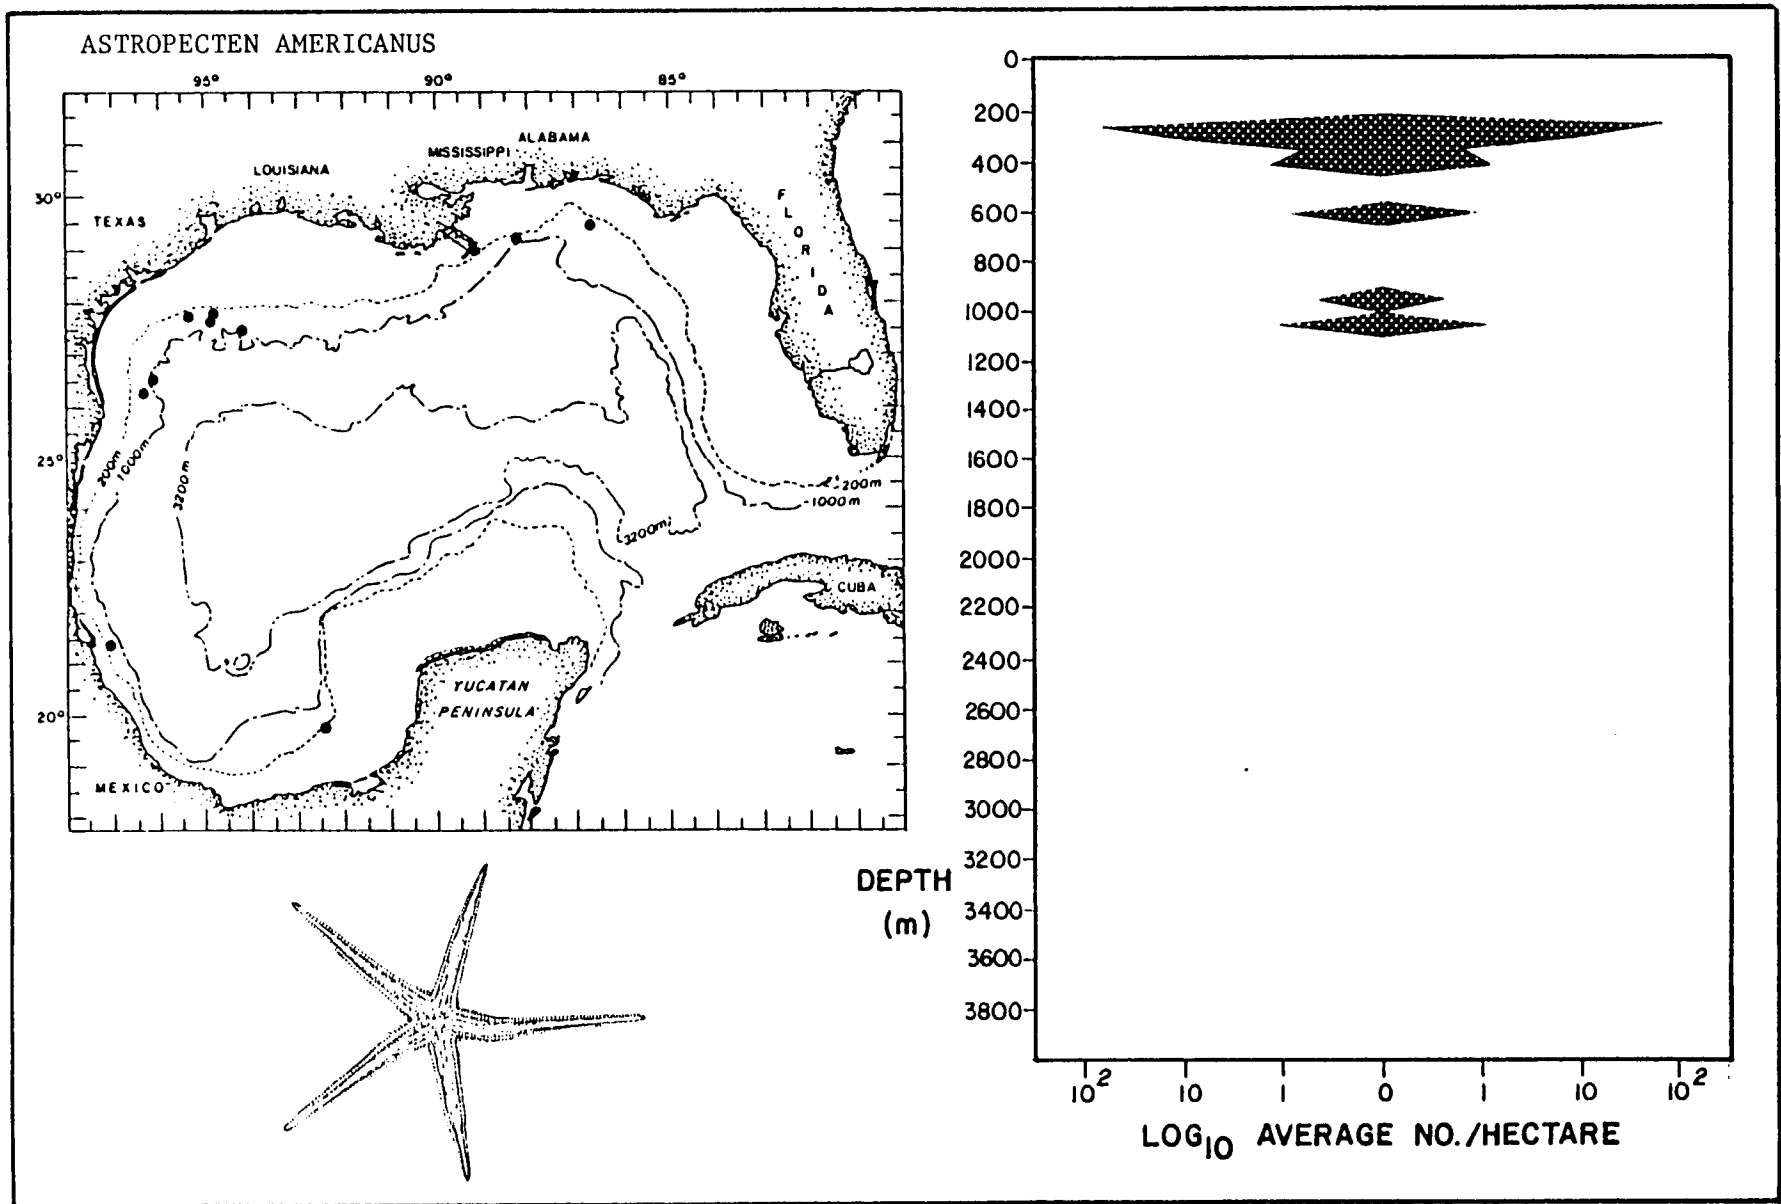 ASTROPECTEN AMERICANUS
95° 90° 85°
ALABAMA
MISSISSIPPI
LOUISIANA
30°
TEXAS
FLORIDA
25°
200m
1000m
3200m
200m
1000m
3200m
CUBA
YUCATAN
PENINSULA
20°
MEXICO
DEPTH
(m)
0
200
400
600
800
1000
1200
1400
1600
1800
2000
2200
2400
2600
2800
3000
3200
3400
3600
3800
10² 10 1 0 1 10 10²
LOG₁₀ AVERAGE NO./HECTARE